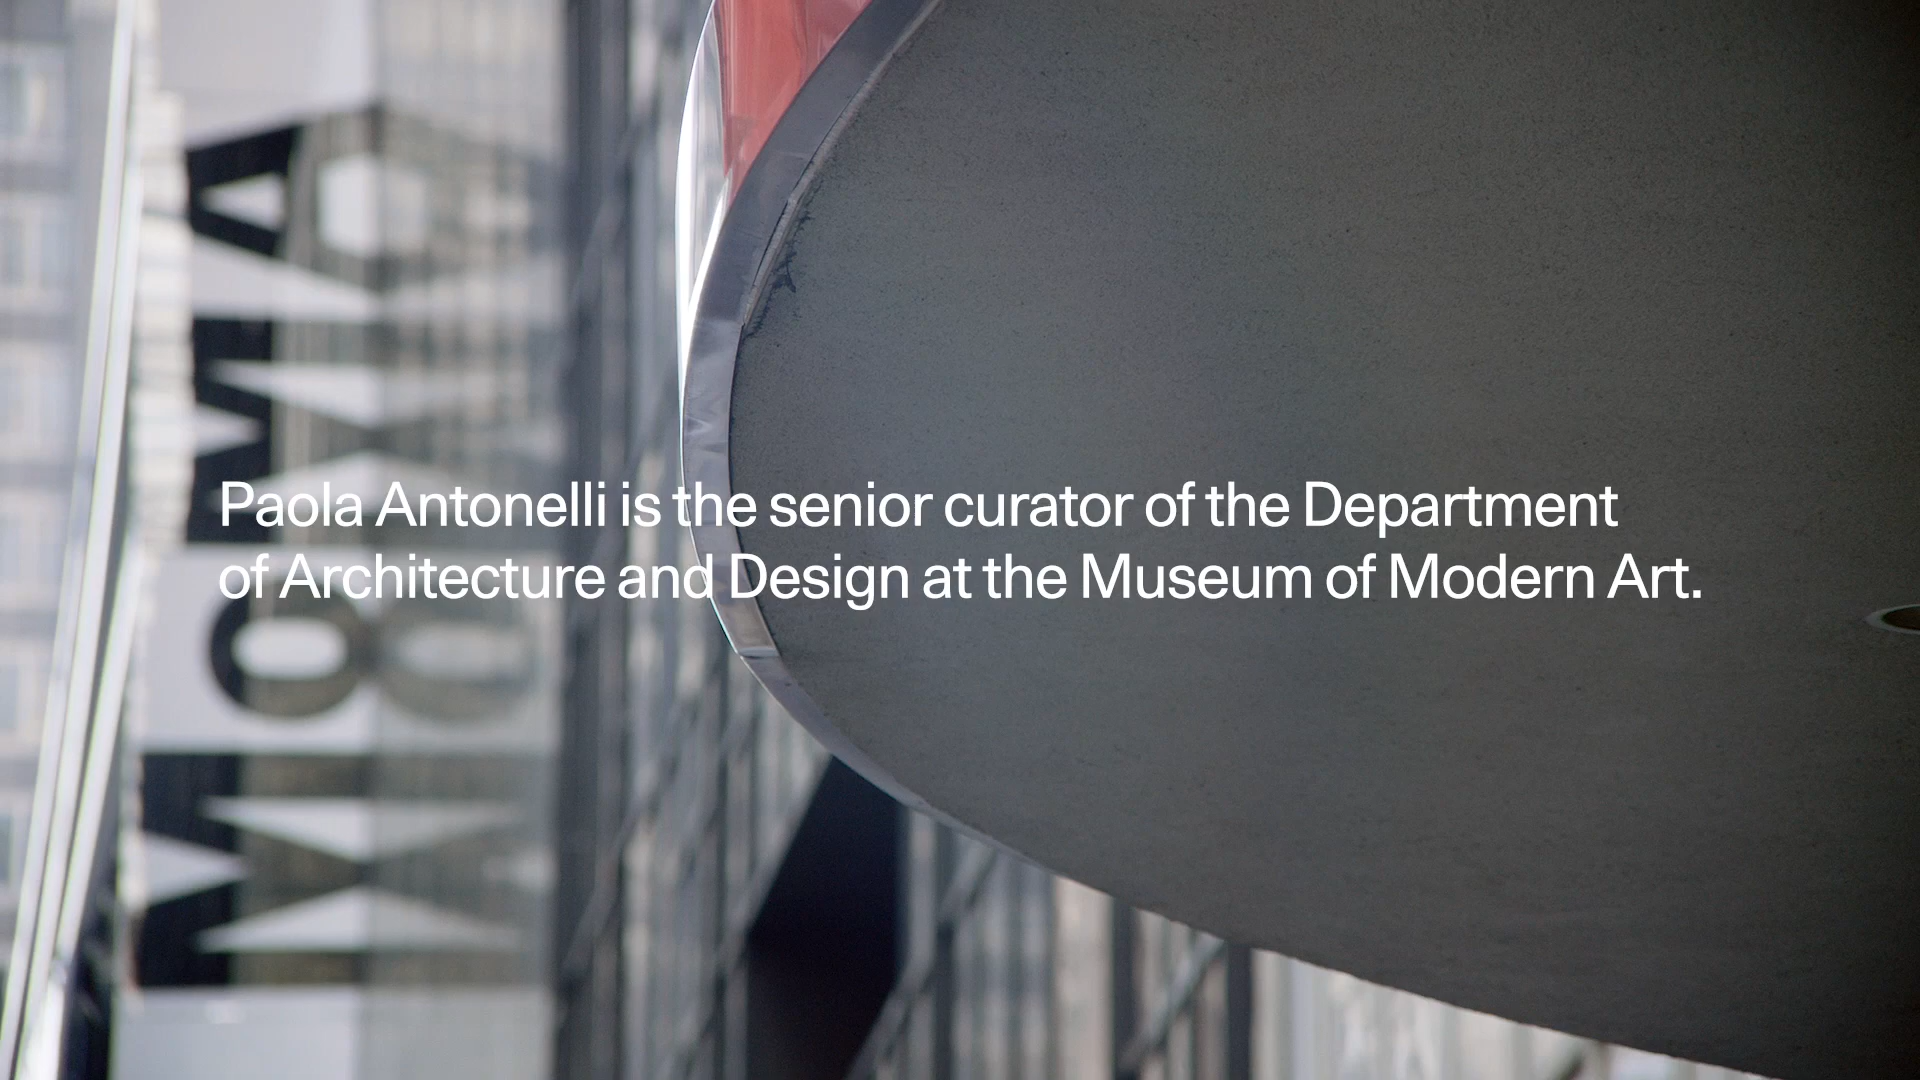 Paola Antonelli is the senior curator of the Department
of Architecture and Design at the Museum of Modern Art.
MOMA